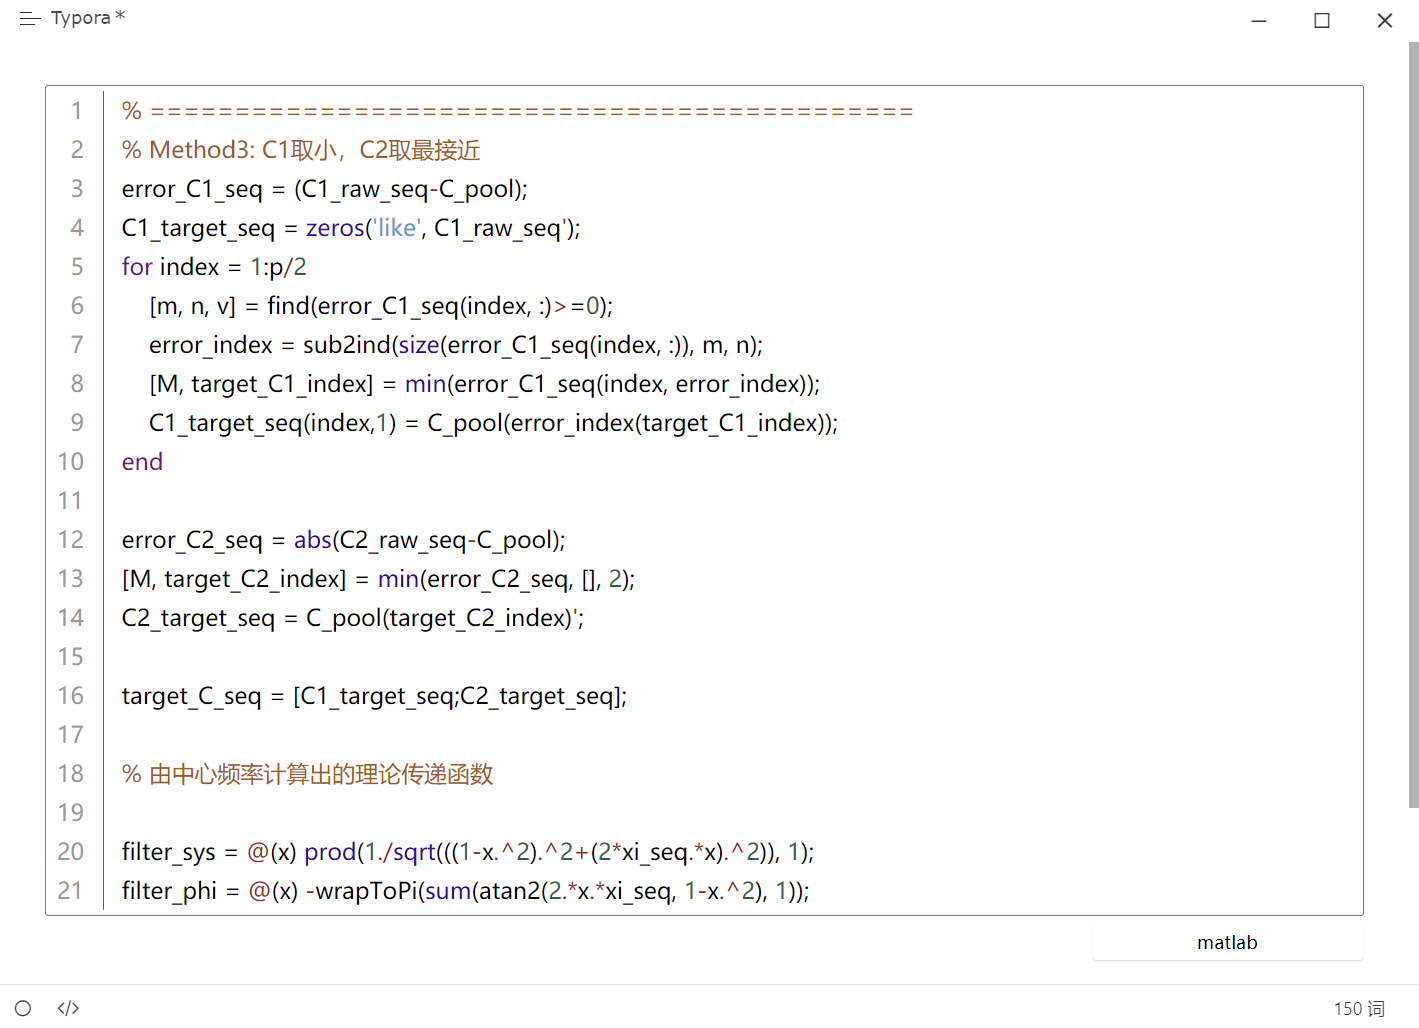 Typora *
1 % =============================================
2 % Method3: C1取小，C2取最接近
3 error_C1_seq = (C1_raw_seq-C_pool);
4 C1_target_seq = zeros('like', C1_raw_seq');
5 for index = 1:p/2
6     [m, n, v] = find(error_C1_seq(index, :)>=0);
7     error_index = sub2ind(size(error_C1_seq(index, :)), m, n);
8     [M, target_C1_index] = min(error_C1_seq(index, error_index));
9     C1_target_seq(index,1) = C_pool(error_index(target_C1_index));
10 end
11
12 error_C2_seq = abs(C2_raw_seq-C_pool);
13 [M, target_C2_index] = min(error_C2_seq, [], 2);
14 C2_target_seq = C_pool(target_C2_index)';
15
16 target_C_seq = [C1_target_seq;C2_target_seq];
17
18 % 由中心频率计算出的理论传递函数
19
20 filter_sys = @(x) prod(1./sqrt(((1-x.^2).^2+(2*xi_seq.*x).^2)), 1);
21 filter_phi = @(x) -wrapToPi(sum(atan2(2.*x.*xi_seq, 1-x.^2), 1));
matlab
</> 150 词